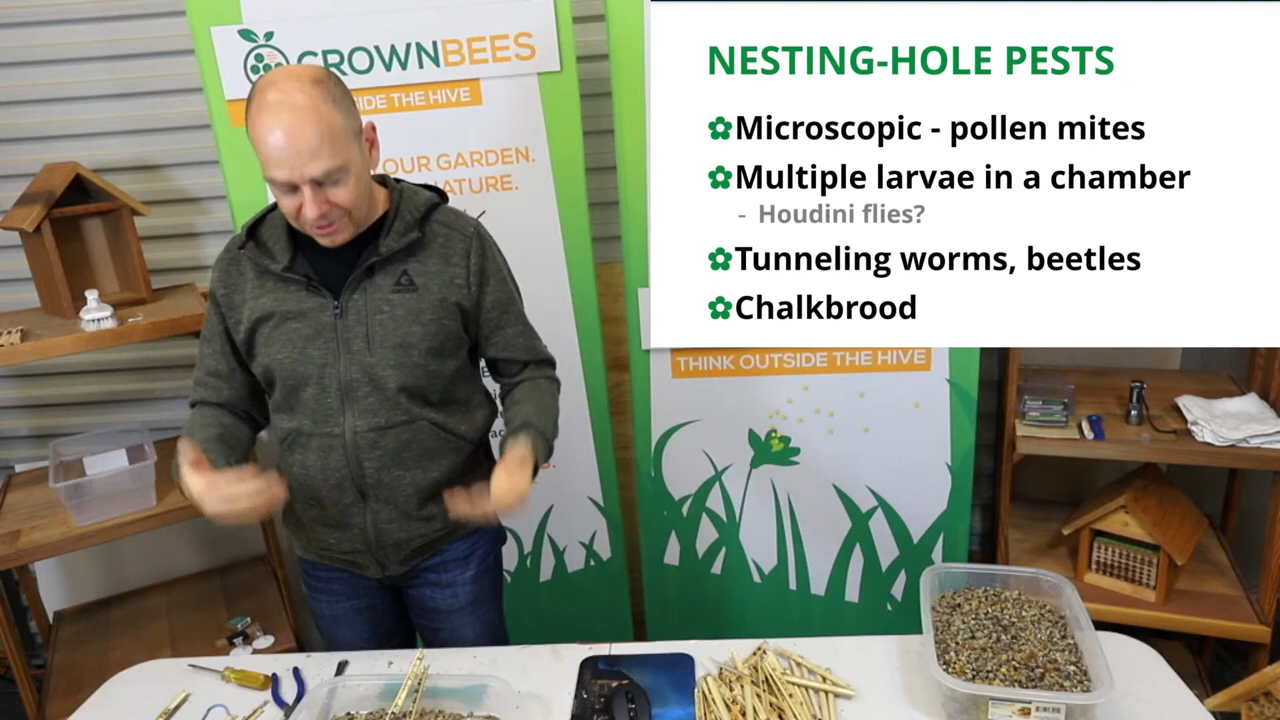 CROWNBEES
SIDE THE HIVE
OUR GARDEN.
NATURE.
NESTING-HOLE PESTS
Microscopic - pollen mites
Multiple larvae in a chamber
- Houdini flies?
Tunneling worms, beetles
Chalkbrood
THINK OUTSIDE THE HIVE